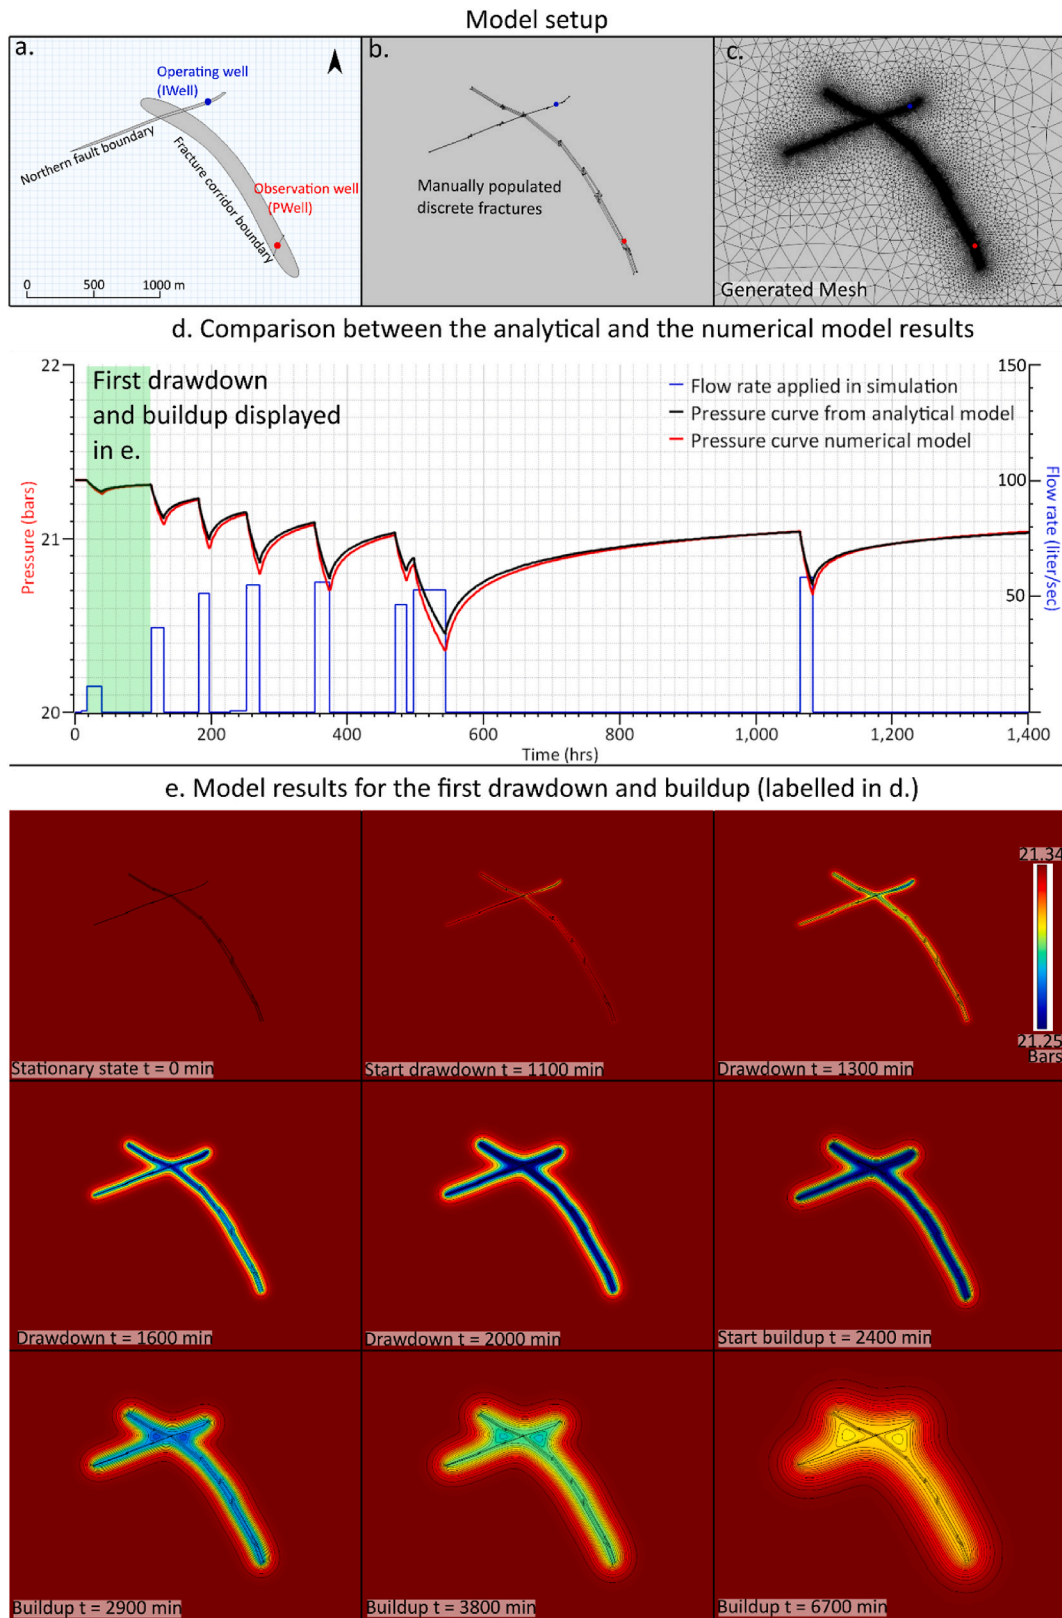 Model setup
a.
Operating well
(IWell)
Northern fault boundary
Fracture corridor boundary
Observation well
(PWell)
0 500 1000 m
b.
Manually populated
discrete fractures
c.
Generated Mesh
d. Comparison between the analytical and the numerical model results
First drawdown
and buildup displayed
in e.
Flow rate applied in simulation
Pressure curve from analytical model
Pressure curve numerical model
Pressure (bars)
22
21
20
150
100
50
Flow rate (liter/sec)
0 200 400 600 800 1,000 1,200 1,400
Time (hrs)
e. Model results for the first drawdown and buildup (labelled in d.)
Stationary state t = 0 min
Start drawdown t = 1100 min
21.34
21.25
Bars
Drawdown t = 1300 min
Drawdown t = 1600 min
Drawdown t = 2000 min
Start buildup t = 2400 min
Buildup t = 2900 min
Buildup t = 3800 min
Buildup t = 6700 min